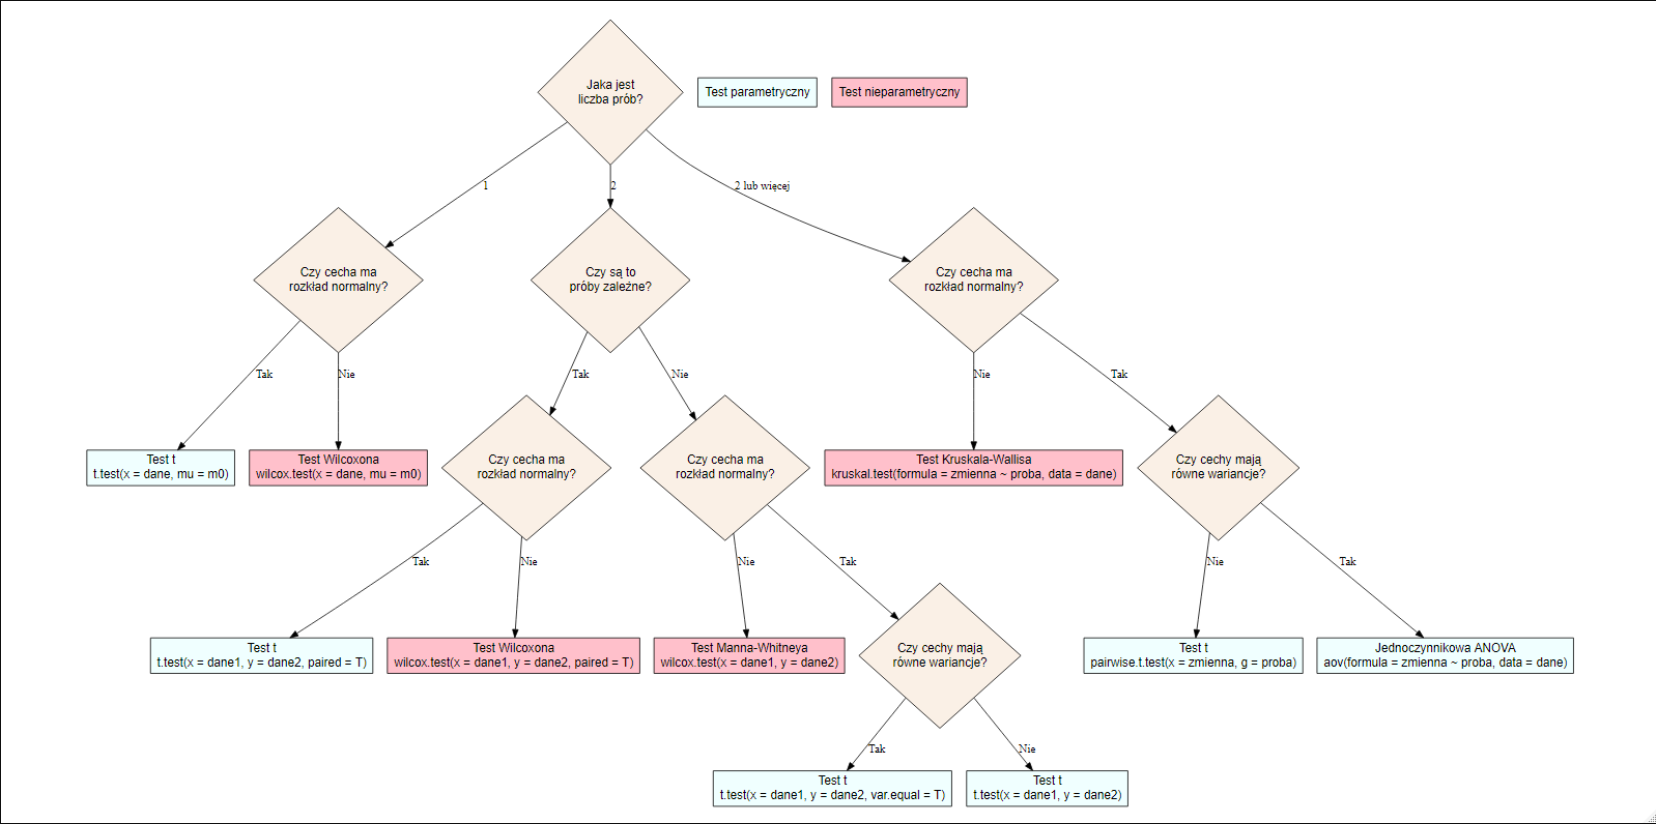 Jaka jest
liczba prób?
Test parametryczny
Test nieparametryczny
1
2
2 lub więcej
Czy cecha ma
rozkład normalny?
Czy są to
próby zależne?
Czy cecha ma
rozkład normalny?
Tak
Nie
Tak
Nie
Nie
Tak
Test t
t.test(x = dane, mu = m0)
Test Wilcoxona
wilcox.test(x = dane, mu = m0)
Czy cecha ma
rozkład normalny?
Czy cecha ma
rozkład normalny?
Test Kruskala-Wallisa
kruskal.test(formula = zmienna ~ proba, data = dane)
Czy cechy mają
równe wariancje?
Tak
Nie
Nie
Tak
Nie
Tak
Test t
t.test(x = dane1, y = dane2, paired = T)
Test Wilcoxona
wilcox.test(x = dane1, y = dane2, paired = T)
Test Manna-Whitneya
wilcox.test(x = dane1, y = dane2)
Czy cechy mają
równe wariancje?
Test t
pairwise.t.test(x = zmienna, g = proba)
Jednoczynnikowa ANOVA
aov(formula = zmienna ~ proba, data = dane)
Tak
Nie
Test t
t.test(x = dane1, y = dane2, var.equal = T)
Test t
t.test(x = dane1, y = dane2)